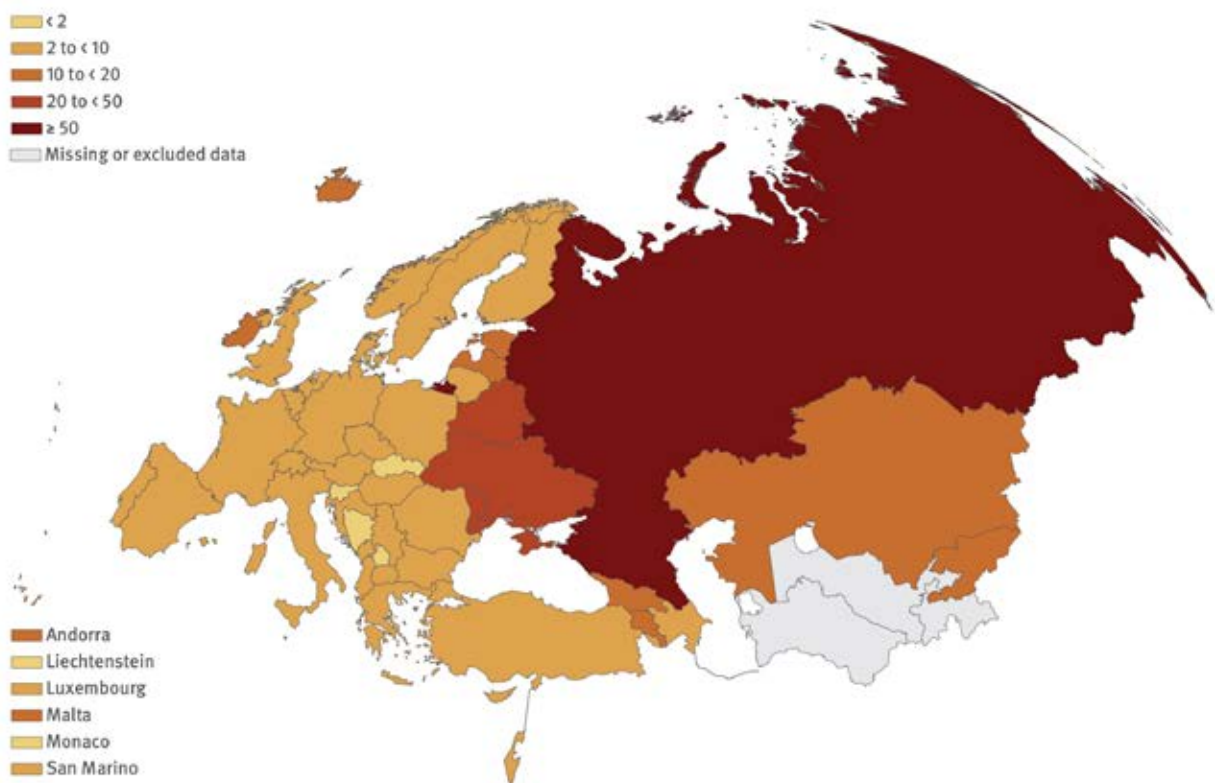 < 2
2 to < 10
10 to < 20
20 to < 50
≥ 50
Missing or excluded data
Andorra
Liechtenstein
Luxembourg
Malta
Monaco
San Marino